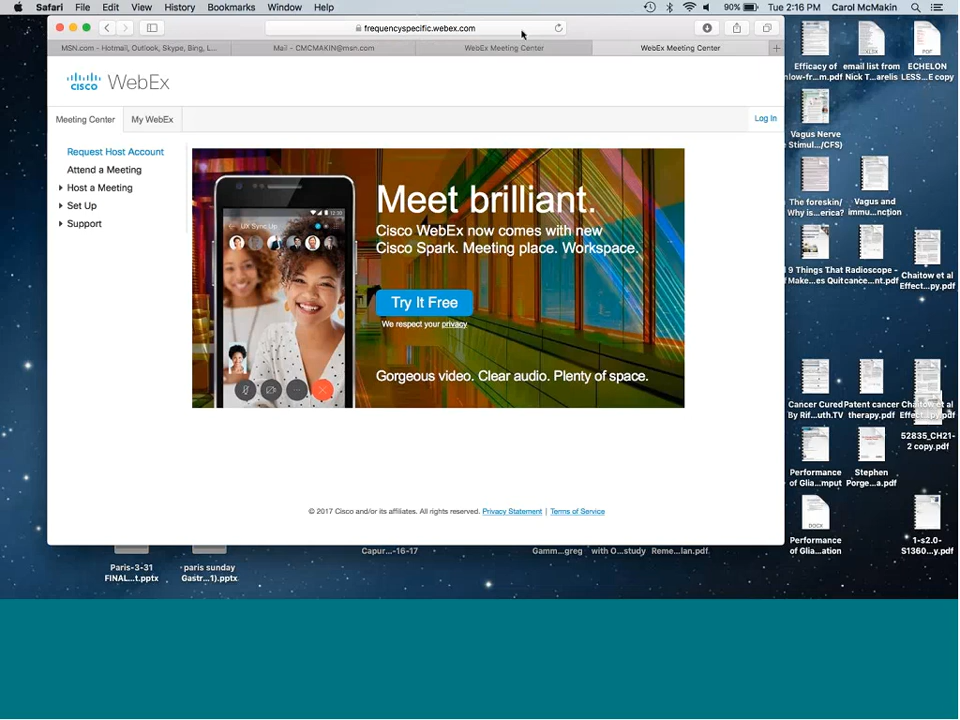 Safari File Edit View History Bookmarks Window Help 90% Tue 2:16 PM Carol McMakin
frequencyspecific.webex.com
MSN.com - Hotmail, Outlook, Skype, Bing, L... Mail - CMCMAKIN@msn.com WebEx Meeting Center WebEx Meeting Center
CISCO WebEx
Meeting Center My WebEx Log In
Request Host Account
Attend a Meeting
Host a Meeting
Set Up
Support
UX Sync Up
Meet brilliant.
Cisco WebEx now comes with new
Cisco Spark. Meeting place. Workspace.
Try It Free
We respect your privacy
Gorgeous video. Clear audio. Plenty of space.
© 2017 Cisco and/or its affiliates. All rights reserved. Privacy Statement | Terms of Service
Efficacy of
low-fr...m.pdf
email list from
Nick T...arelis
ECHELON
LESS...E copy
Vagus Nerve
Stimul.../CFS)
The foreskin/
Why is...erica?
Vagus and
immu...nction
9 Things That
Make...es Quit
Radioscope -
cancer...nt.pdf
Chaitow et al
Effect...py.pdf
Cancer Cured
By Rif...uth.TV
Patent cancer
therapy.pdf
Chaitow et al
Effect...py.pdf
52835_CH21-
2 copy.pdf
Performance
of Glia...mput
Stephen
Porge...a.pdf
DOCX
Performance
of Glia...ation
1-s2.0-
S1360...y.pdf
Capur...-16-17
Gamm...greg
with O...study
Reme...lan.pdf
Paris-3-31
FINAL...t.pptx
paris sunday
Gastr...1).pptx